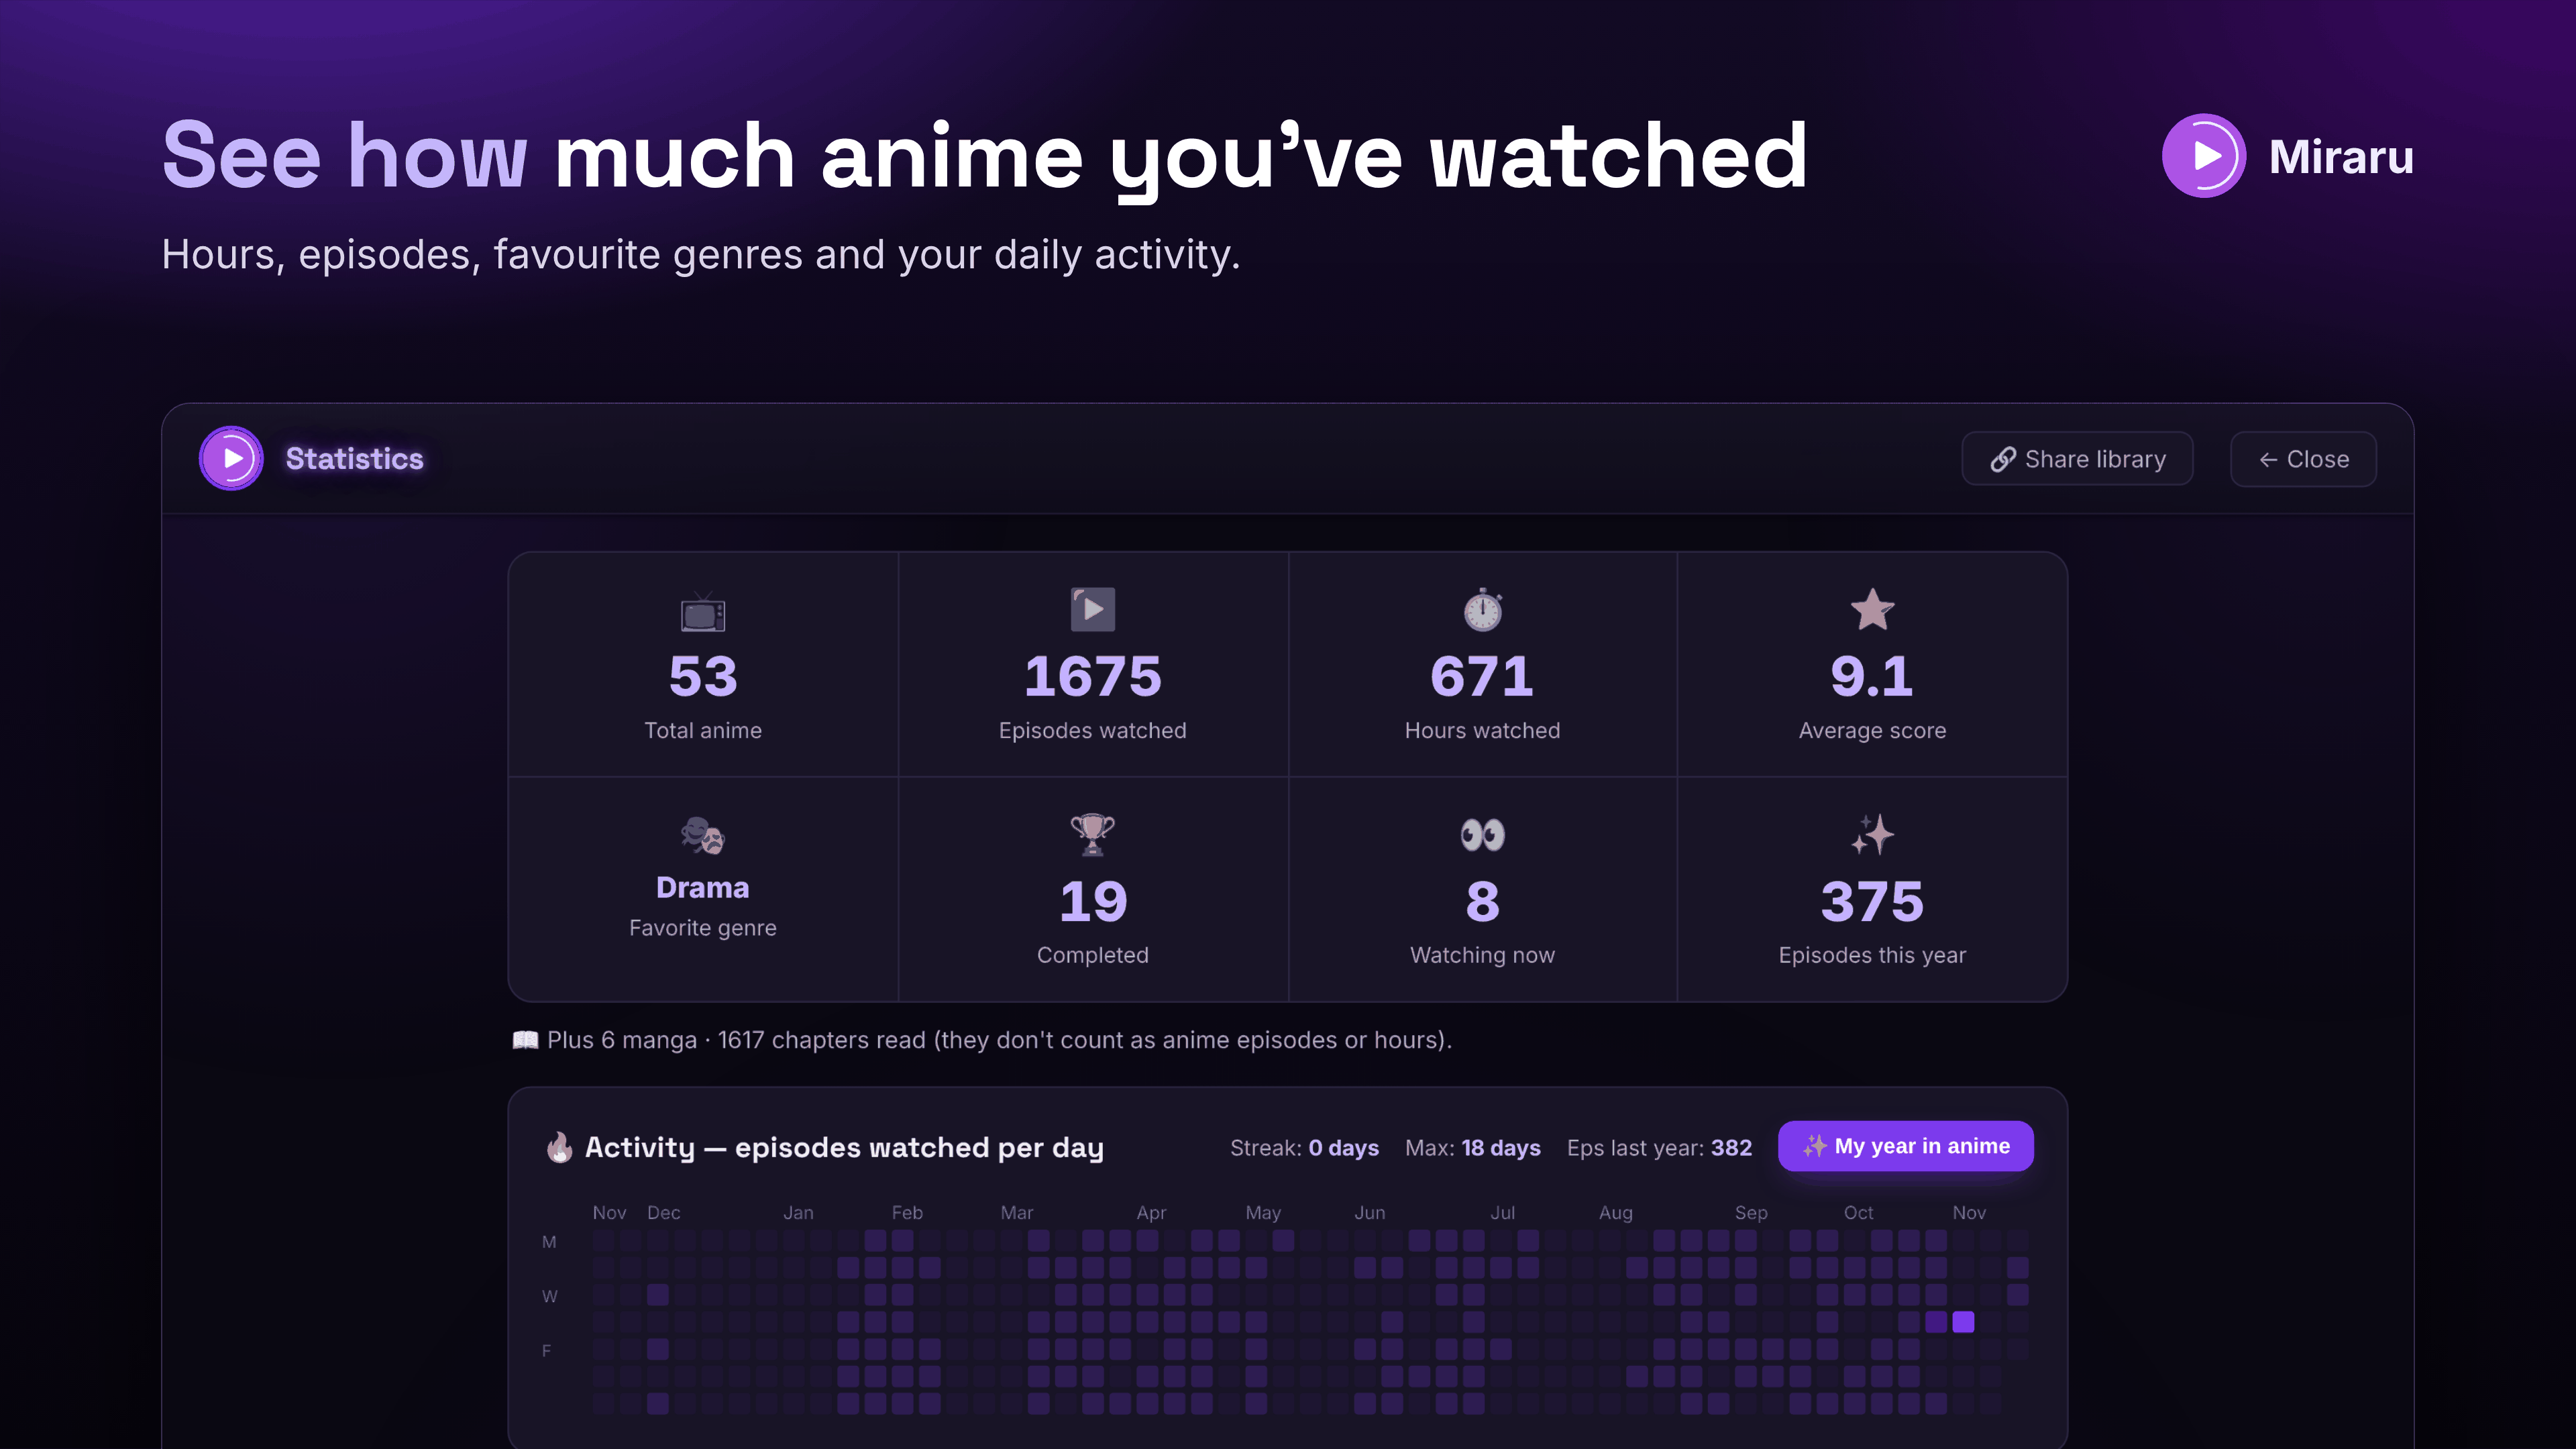 See how much anime you’ve watched
Miraru
Hours, episodes, favourite genres and your daily activity.
Statistics
Share library
← Close
53
Total anime
1675
Episodes watched
671
Hours watched
9.1
Average score
Drama
Favorite genre
19
Completed
8
Watching now
375
Episodes this year
Plus 6 manga · 1617 chapters read (they don't count as anime episodes or hours).
Activity — episodes watched per day
Streak: 0 days
Max: 18 days
Eps last year: 382
My year in anime
Nov Dec Jan Feb Mar Apr May Jun Jul Aug Sep Oct Nov
M
W
F